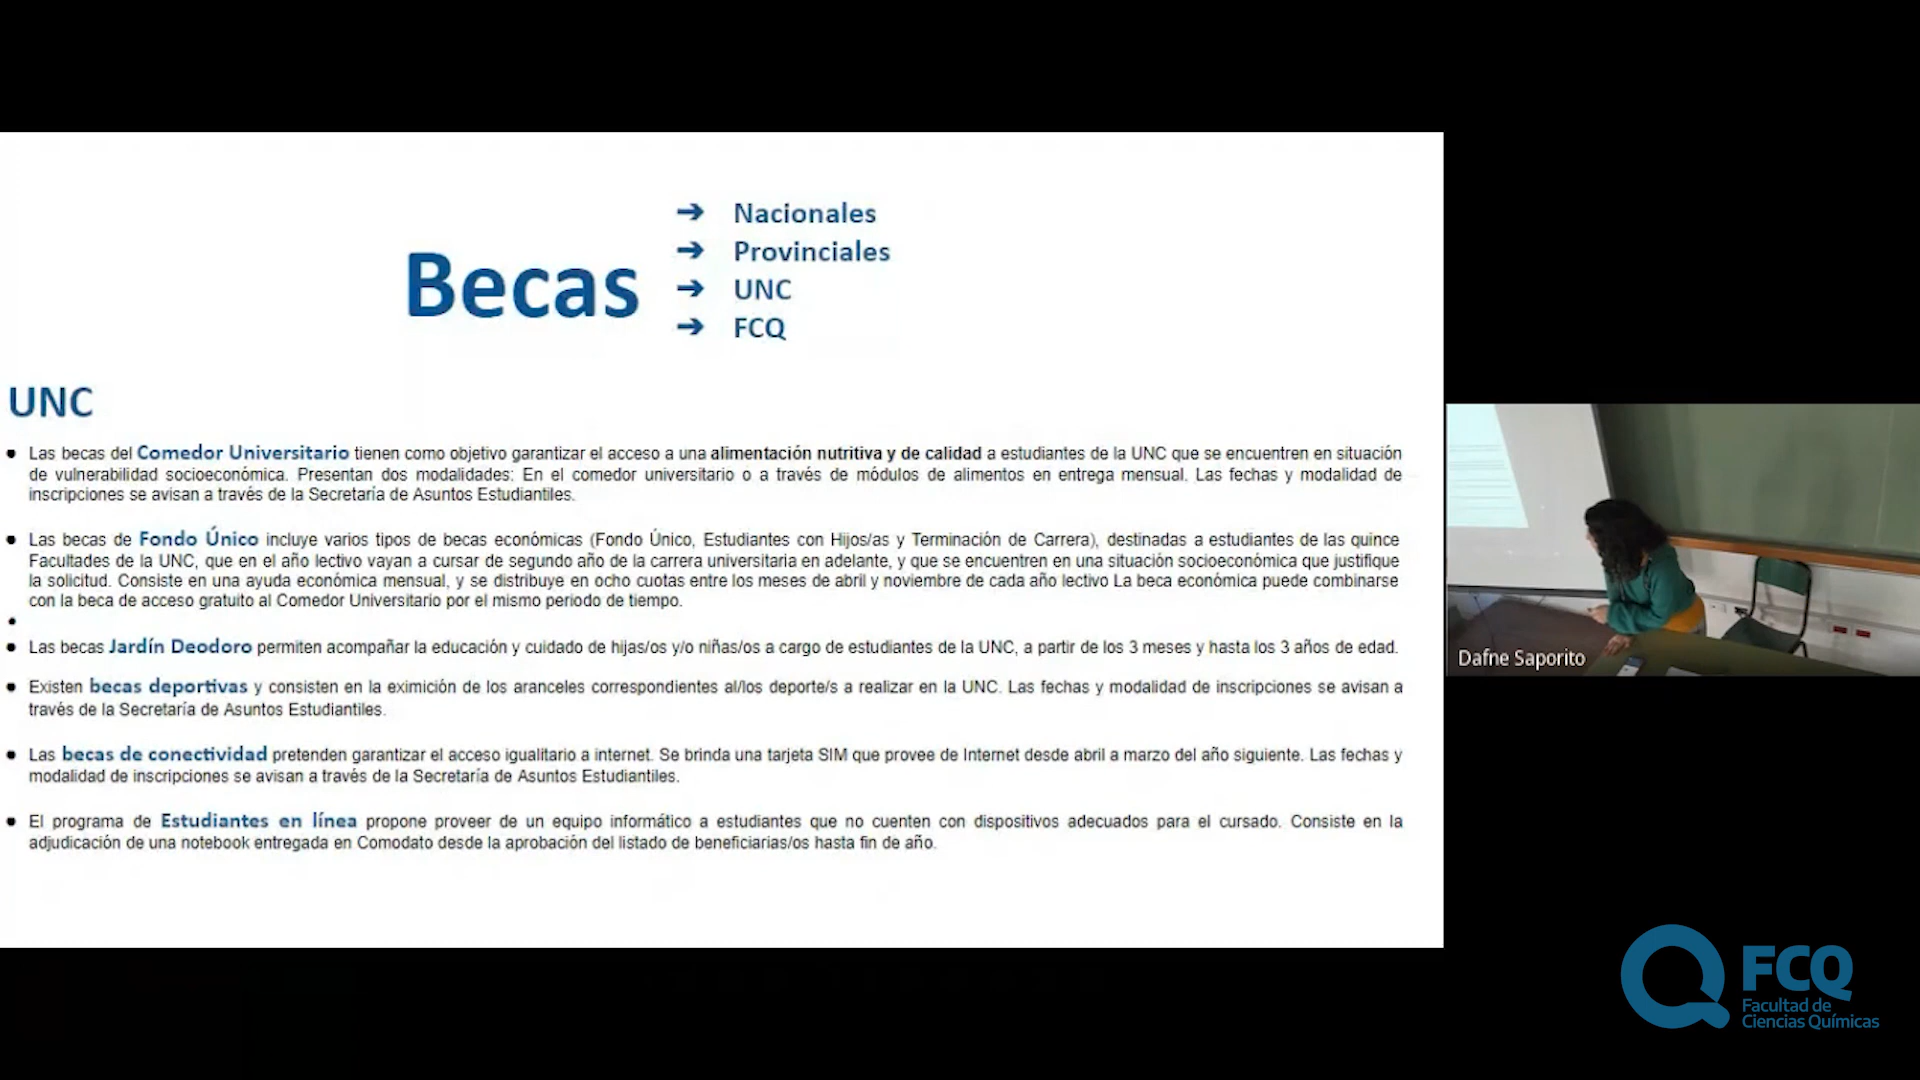 Becas
➔ Nacionales
➔ Provinciales
➔ UNC
➔ FCQ
UNC
● Las becas del Comedor Universitario tienen como objetivo garantizar el acceso a una alimentación nutritiva y de calidad a estudiantes de la UNC que se encuentren en situación
de vulnerabilidad socioeconómica. Presentan dos modalidades: En el comedor universitario o a través de módulos de alimentos en entrega mensual. Las fechas y modalidad de
inscripciones se avisan a través de la Secretaría de Asuntos Estudiantiles.
● Las becas de Fondo Único incluye varios tipos de becas económicas (Fondo Único, Estudiantes con Hijos/as y Terminación de Carrera), destinadas a estudiantes de las quince
Facultades de la UNC, que en el año lectivo vayan a cursar de segundo año de la carrera universitaria en adelante, y que se encuentren en una situación socioeconómica que justifique
la solicitud. Consiste en una ayuda económica mensual, y se distribuye en ocho cuotas entre los meses de abril y noviembre de cada año lectivo La beca económica puede combinarse
con la beca de acceso gratuito al Comedor Universitario por el mismo periodo de tiempo.
●
● Las becas Jardín Deodoro permiten acompañar la educación y cuidado de hijas/os y/o niñas/os a cargo de estudiantes de la UNC, a partir de los 3 meses y hasta los 3 años de edad.
● Existen becas deportivas y consisten en la eximición de los aranceles correspondientes al/los deporte/s a realizar en la UNC. Las fechas y modalidad de inscripciones se avisan a
través de la Secretaría de Asuntos Estudiantiles.
● Las becas de conectividad pretenden garantizar el acceso igualitario a internet. Se brinda una tarjeta SIM que provee de Internet desde abril a marzo del año siguiente. Las fechas y
modalidad de inscripciones se avisan a través de la Secretaría de Asuntos Estudiantiles.
● El programa de Estudiantes en línea propone proveer de un equipo informático a estudiantes que no cuenten con dispositivos adecuados para el cursado. Consiste en la
adjudicación de una notebook entregada en Comodato desde la aprobación del listado de beneficiarias/os hasta fin de año.
Dafne Saporito
FCQ
Facultad de
Ciencias Químicas